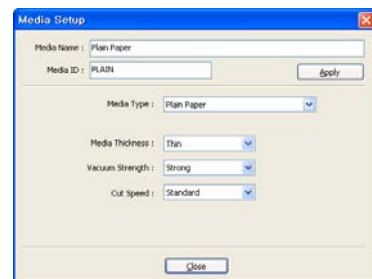 Media Setup
Media Name : Plain Paper
Media ID : PLAIN
Apply
Media Type : Plain Paper
Media Thickness : Thin
Vacuum Strength : Strong
Cut Speed : Standard
Close